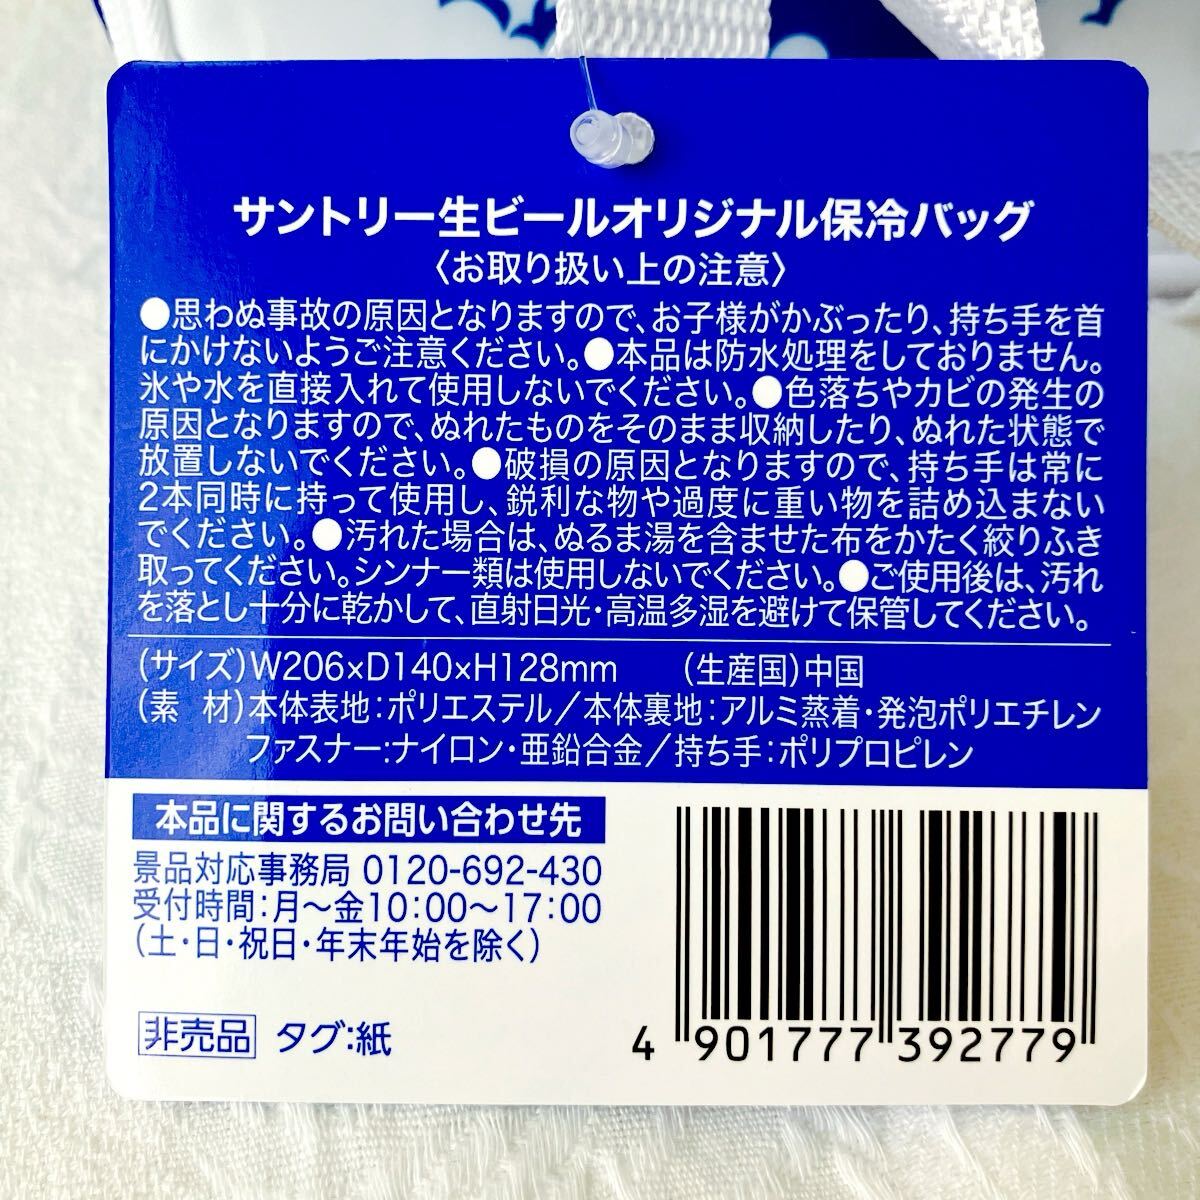 サントリー生ビールオリジナル保冷バッグ
〈お取り扱い上の注意〉
●思わぬ事故の原因となりますので、お子様がかぶったり、持ち手を首
にかけないようご注意ください。●本品は防水処理をしておりません。
氷や水を直接入れて使用しないでください。●色落ちやカビの発生の
原因となりますので、ぬれたものをそのまま収納したり、ぬれた状態で
放置しないでください。●破損の原因となりますので、持ち手は常に
2本同時に持って使用し、鋭利な物や過度に重い物を詰め込まない
でください。●汚れた場合は、ぬるま湯を含ませた布をかたく絞りふき
取ってください。シンナー類は使用しないでください。●ご使用後は、汚れ
を落とし十分に乾かして、直射日光・高温多湿を避けて保管してください。
(サイズ)W206×D140×H128mm (生産国)中国
(素 材)本体表地:ポリエステル/本体裏地:アルミ蒸着・発泡ポリエチレン
ファスナー:ナイロン・亜鉛合金/持ち手:ポリプロピレン
本品に関するお問い合わせ先
景品対応事務局 0120-692-430
受付時間:月〜金10:00〜17:00
(土・日・祝日・年末年始を除く)
非売品 タグ:紙
4 901777 392779